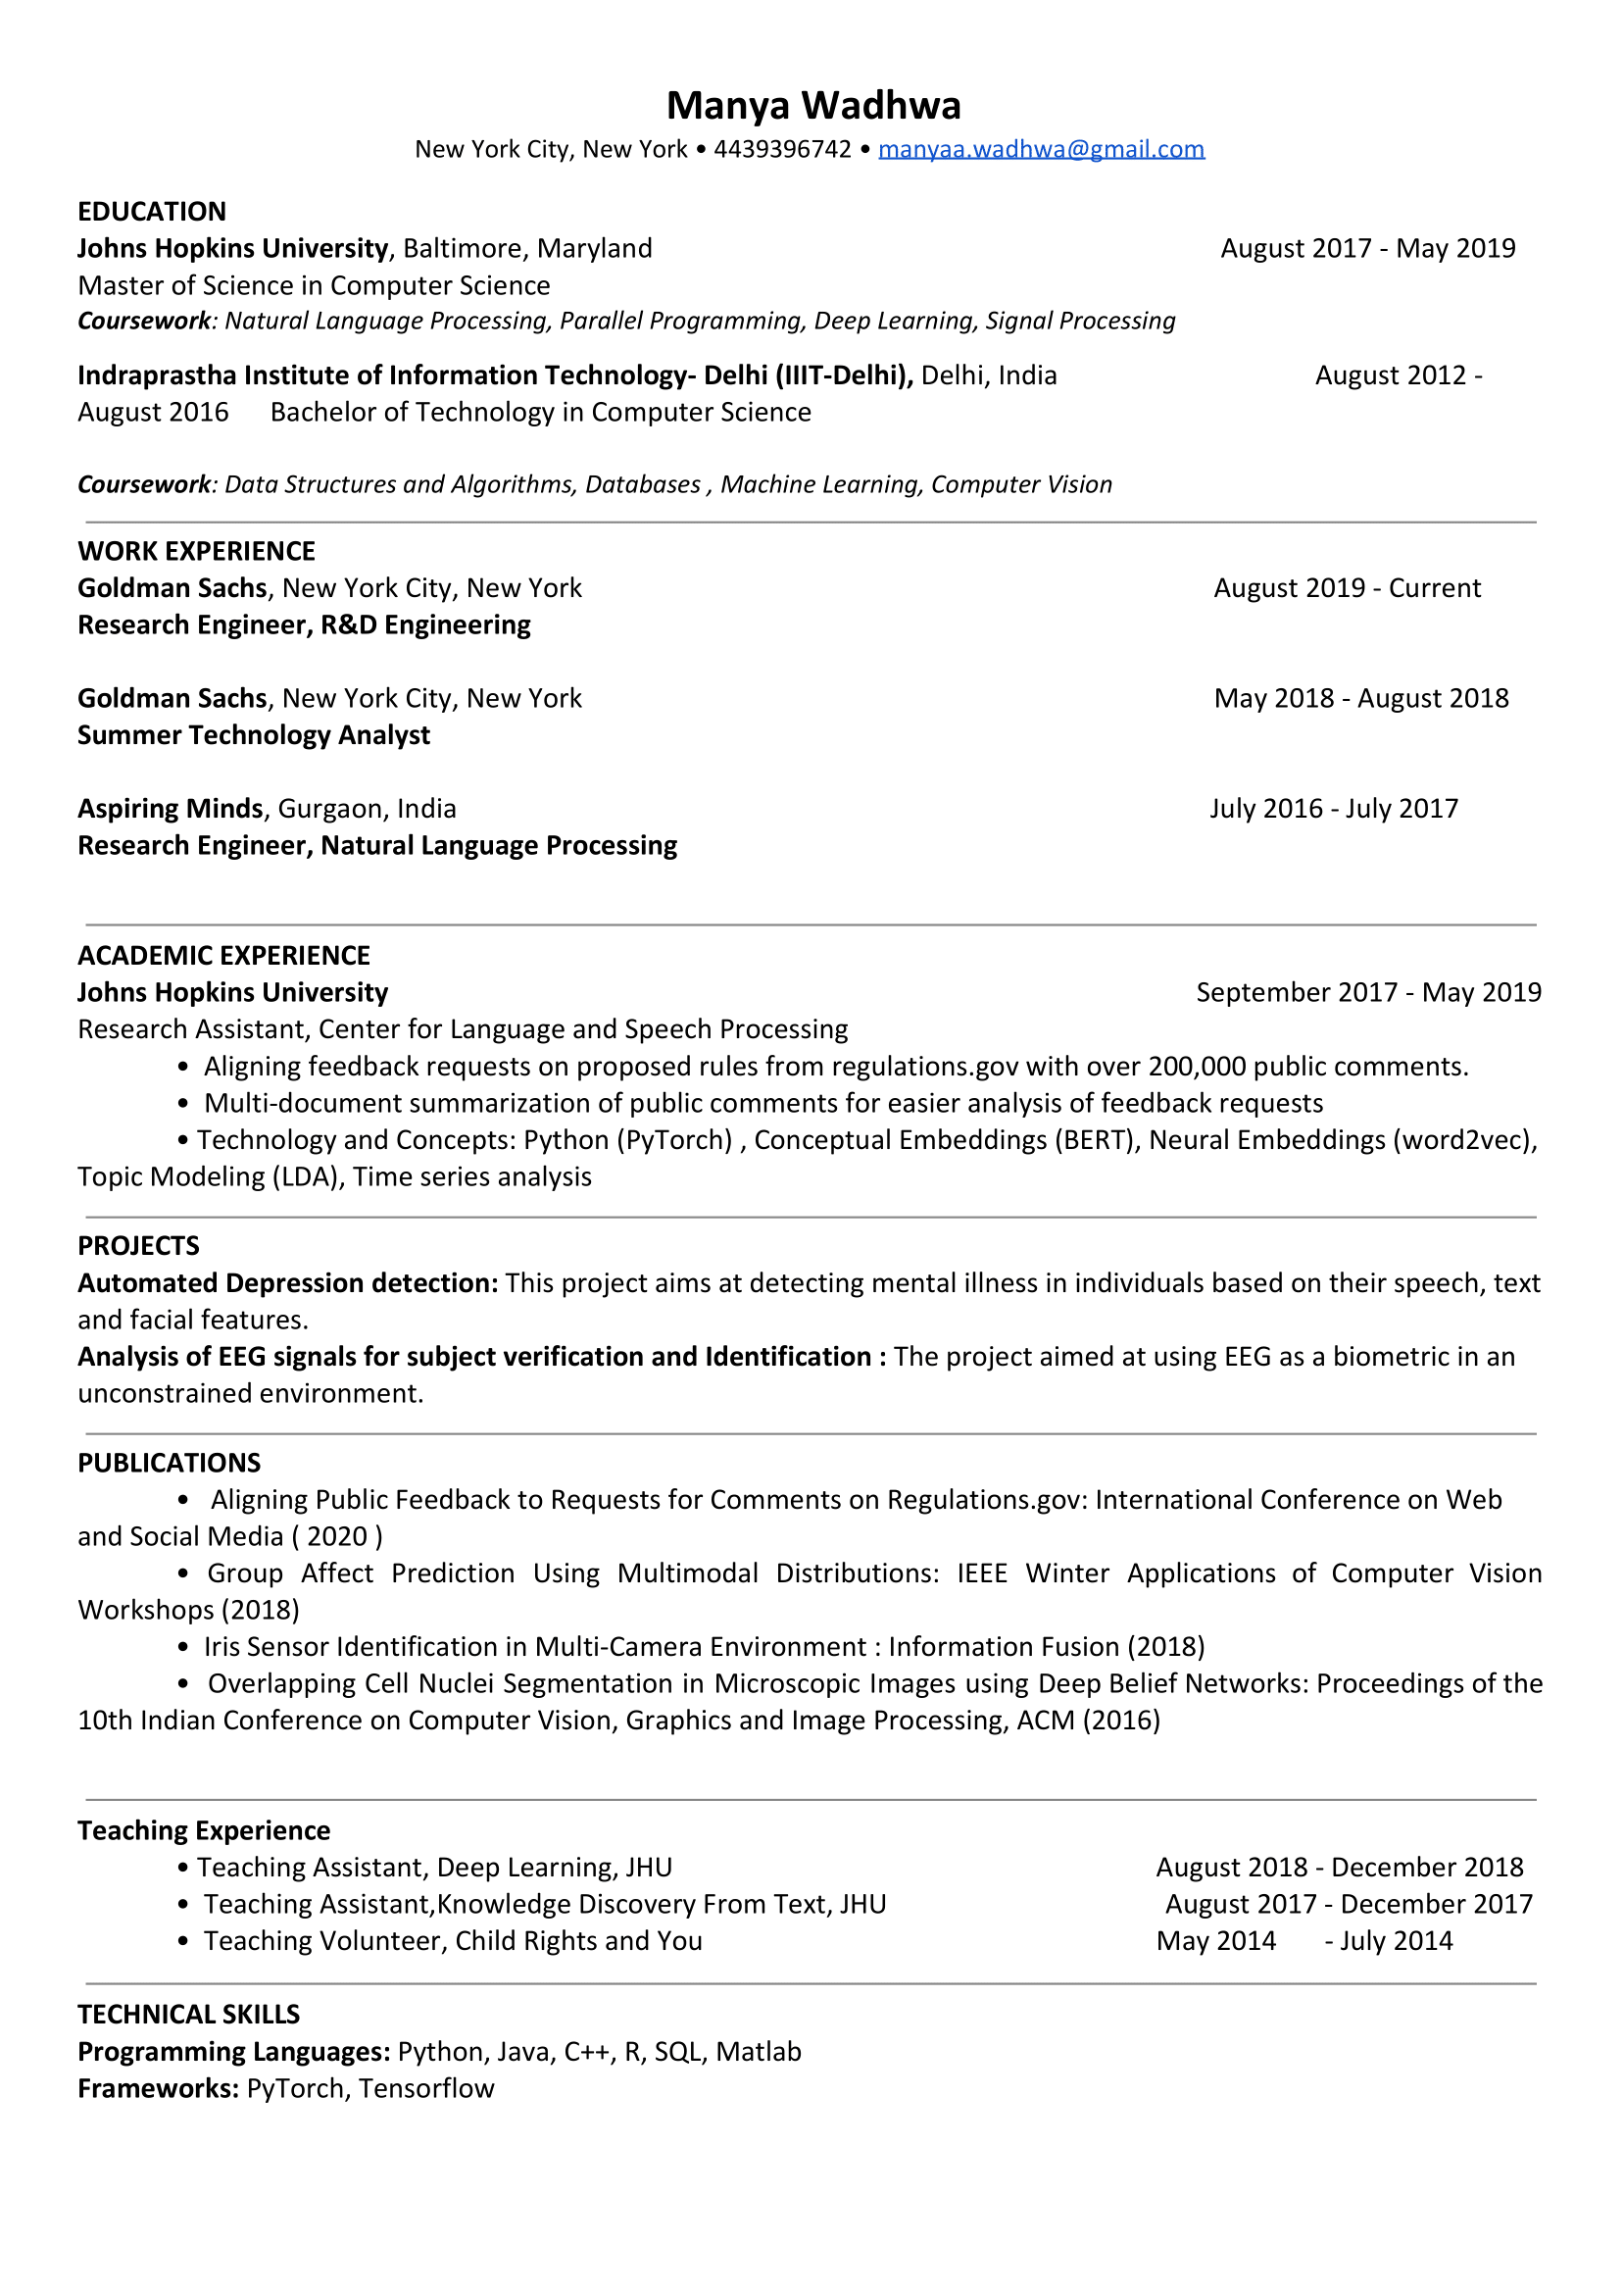 Manya Wadhwa
New York City, New York • 4439396742 • manyaa.wadhwa@gmail.com
EDUCATION
Johns Hopkins University, Baltimore, Maryland August 2017 - May 2019
Master of Science in Computer Science
Coursework: Natural Language Processing, Parallel Programming, Deep Learning, Signal Processing
Indraprastha Institute of Information Technology- Delhi (IIIT-Delhi), Delhi, India August 2012 -
August 2016 Bachelor of Technology in Computer Science
Coursework: Data Structures and Algorithms, Databases , Machine Learning, Computer Vision
WORK EXPERIENCE
Goldman Sachs, New York City, New York August 2019 - Current
Research Engineer, R&D Engineering
Goldman Sachs, New York City, New York May 2018 - August 2018
Summer Technology Analyst
Aspiring Minds, Gurgaon, India July 2016 - July 2017
Research Engineer, Natural Language Processing
ACADEMIC EXPERIENCE
Johns Hopkins University September 2017 - May 2019
Research Assistant, Center for Language and Speech Processing
• Aligning feedback requests on proposed rules from regulations.gov with over 200,000 public comments.
• Multi-document summarization of public comments for easier analysis of feedback requests
• Technology and Concepts: Python (PyTorch) , Conceptual Embeddings (BERT), Neural Embeddings (word2vec),
Topic Modeling (LDA), Time series analysis
PROJECTS
Automated Depression detection: This project aims at detecting mental illness in individuals based on their speech, text
and facial features.
Analysis of EEG signals for subject verification and Identification : The project aimed at using EEG as a biometric in an
unconstrained environment.
PUBLICATIONS
• Aligning Public Feedback to Requests for Comments on Regulations.gov: International Conference on Web
and Social Media ( 2020 )
• Group Affect Prediction Using Multimodal Distributions: IEEE Winter Applications of Computer Vision
Workshops (2018)
• Iris Sensor Identification in Multi-Camera Environment : Information Fusion (2018)
• Overlapping Cell Nuclei Segmentation in Microscopic Images using Deep Belief Networks: Proceedings of the
10th Indian Conference on Computer Vision, Graphics and Image Processing, ACM (2016)
Teaching Experience
• Teaching Assistant, Deep Learning, JHU August 2018 - December 2018
• Teaching Assistant,Knowledge Discovery From Text, JHU August 2017 - December 2017
• Teaching Volunteer, Child Rights and You May 2014 - July 2014
TECHNICAL SKILLS
Programming Languages: Python, Java, C++, R, SQL, Matlab
Frameworks: PyTorch, Tensorflow